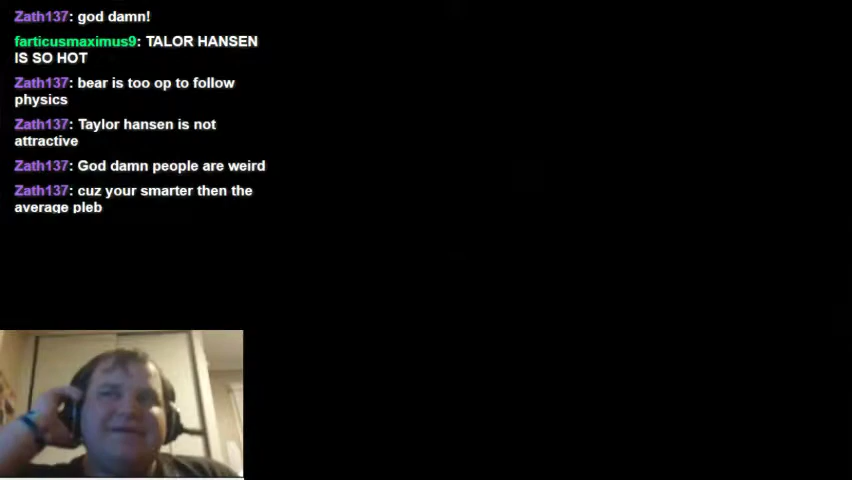 Zath137: god damn!
farticusmaximus9: TALOR HANSEN
IS SO HOT
Zath137: bear is too op to follow
physics
Zath137: Taylor hansen is not
attractive
Zath137: God damn people are weird
Zath137: cuz your smarter then the
average pleb